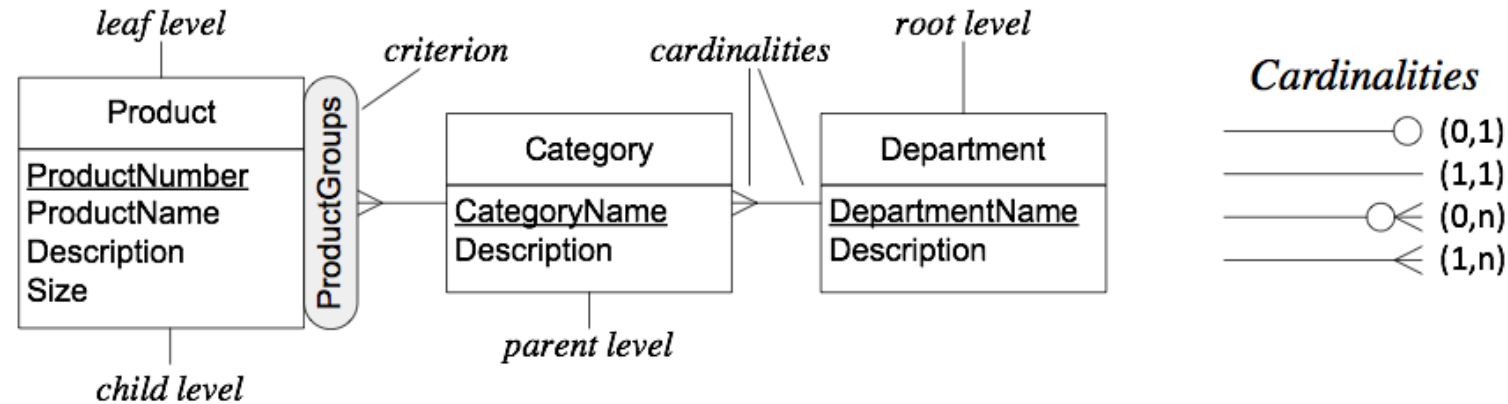 leaf level
criterion
cardinalities
root level
Cardinalities
Product
ProductNumber
ProductName
Description
Size
ProductGroups
Category
CategoryName
Description
Department
DepartmentName
Description
(0,1)
(1,1)
(0,n)
(1,n)
parent level
child level